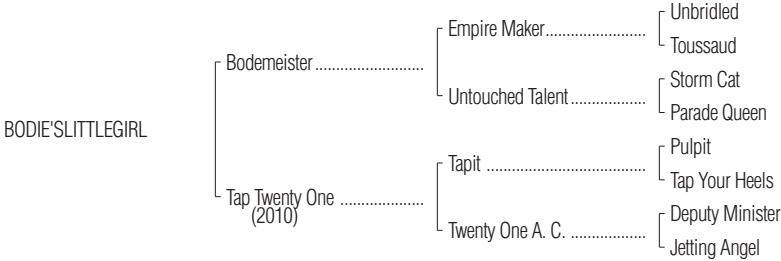 Unbridled
Empire Maker........................
Toussaud
Bodemeister..........................
Storm Cat
Untouched Talent..................
Parade Queen
BODIE'SLITTLEGIRL
Pulpit
Tapit ......................................
Tap Your Heels
Tap Twenty One ....................
(2010)
Deputy Minister
Twenty One A. C. ..................
Jetting Angel